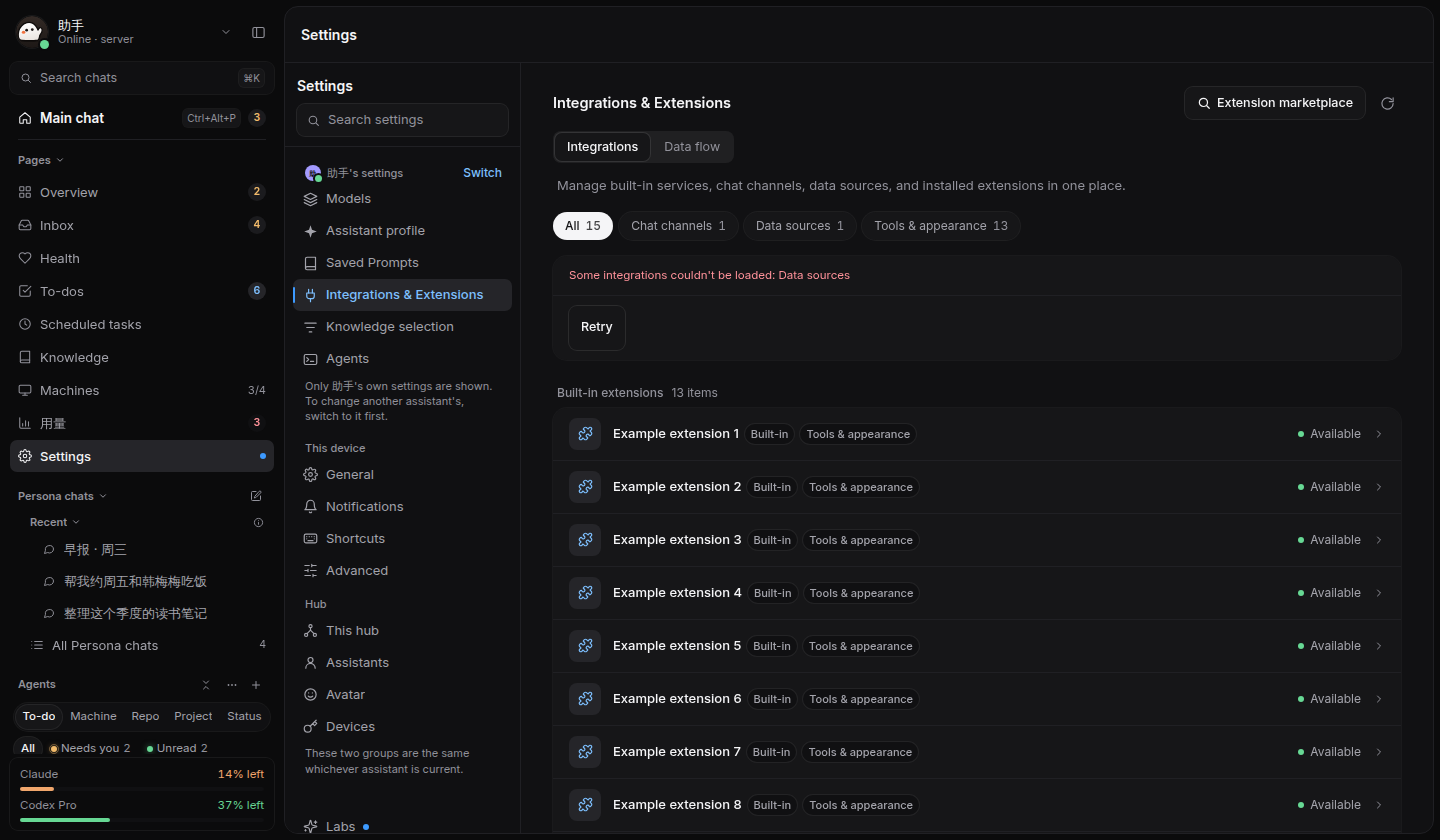 助手
Online · server
Search chats ⌘K
Main chat Ctrl+Alt+P 3
Pages
Overview 2
Inbox 4
Health
To-dos 6
Scheduled tasks
Knowledge
Machines 3/4
用量 3
Settings
Persona chats
Recent
早报 · 周三
帮我约周五和韩梅梅吃饭
整理这个季度的读书笔记
All Persona chats 4
Agents
To-do Machine Repo Project Status
All Needs you 2 Unread 2
Claude 14% left
Codex Pro 37% left
Settings
Settings
Search settings
助手's settings Switch
Models
Assistant profile
Saved Prompts
Integrations & Extensions
Knowledge selection
Agents
Only 助手's own settings are shown.
To change another assistant's,
switch to it first.
This device
General
Notifications
Shortcuts
Advanced
Hub
This hub
Assistants
Avatar
Devices
These two groups are the same
whichever assistant is current.
Labs
Integrations & Extensions
Extension marketplace
Integrations Data flow
Manage built-in services, chat channels, data sources, and installed extensions in one place.
All 15 Chat channels 1 Data sources 1 Tools & appearance 13
Some integrations couldn't be loaded: Data sources
Retry
Built-in extensions 13 items
Example extension 1 Built-in Tools & appearance Available
Example extension 2 Built-in Tools & appearance Available
Example extension 3 Built-in Tools & appearance Available
Example extension 4 Built-in Tools & appearance Available
Example extension 5 Built-in Tools & appearance Available
Example extension 6 Built-in Tools & appearance Available
Example extension 7 Built-in Tools & appearance Available
Example extension 8 Built-in Tools & appearance Available